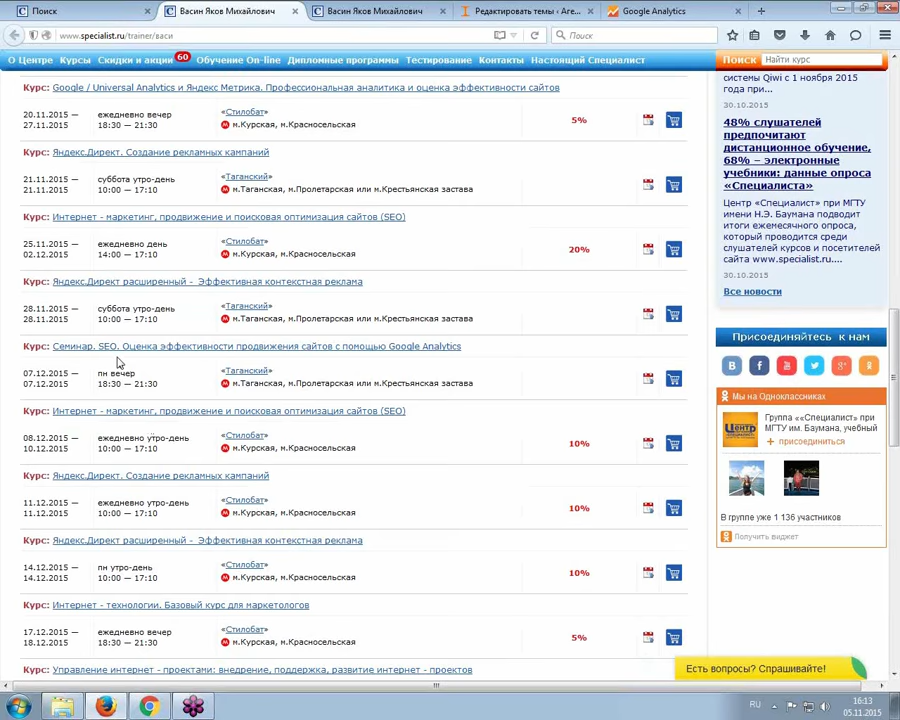 Поиск
Васин Яков Михайлович
Васин Яков Михайлович
Редактировать темы ‹ Аге...
Google Analytics
www.specialist.ru/trainer/васи
Поиск
О Центре
Курсы
Скидки и акции
60
Обучение On-line
Дипломные программы
Тестирование
Контакты
Настоящий Специалист
Поиск
Найти курс
Курс: Google / Universal Analytics и Яндекс Метрика. Профессиональная аналитика и оценка эффективности сайтов
20.11.2015 — ежедневно вечер «Стилобат»
27.11.2015 18:30 — 21:30 м.Курская, м.Красносельская
5%
Курс: Яндекс.Директ. Создание рекламных кампаний
21.11.2015 — суббота утро-день «Таганский»
21.11.2015 10:00 — 17:10 м.Таганская, м.Пролетарская или м.Крестьянская застава
Курс: Интернет - маркетинг, продвижение и поисковая оптимизация сайтов (SEO)
25.11.2015 — ежедневно день «Стилобат»
02.12.2015 14:00 — 17:10 м.Курская, м.Красносельская
20%
Курс: Яндекс.Директ расширенный - Эффективная контекстная реклама
28.11.2015 — суббота утро-день «Таганский»
28.11.2015 10:00 — 17:10 м.Таганская, м.Пролетарская или м.Крестьянская застава
Курс: Семинар. SEO. Оценка эффективности продвижения сайтов с помощью Google Analytics
07.12.2015 — пн вечер «Таганский»
07.12.2015 18:30 — 21:30 м.Таганская, м.Пролетарская или м.Крестьянская застава
Курс: Интернет - маркетинг, продвижение и поисковая оптимизация сайтов (SEO)
08.12.2015 — ежедневно утро-день «Стилобат»
10.12.2015 10:00 — 17:10 м.Курская, м.Красносельская
10%
Курс: Яндекс.Директ. Создание рекламных кампаний
11.12.2015 — ежедневно утро-день «Стилобат»
11.12.2015 10:00 — 17:10 м.Курская, м.Красносельская
10%
Курс: Яндекс.Директ расширенный - Эффективная контекстная реклама
14.12.2015 — пн утро-день «Стилобат»
14.12.2015 10:00 — 17:10 м.Курская, м.Красносельская
10%
Курс: Интернет - технологии. Базовый курс для маркетологов
17.12.2015 — ежедневно вечер «Стилобат»
18.12.2015 18:30 — 21:30 м.Курская, м.Красносельская
5%
Курс: Управление интернет - проектами: внедрение, поддержка, развитие интернет - проектов
системы Qiwi с 1 ноября 2015
года при...
30.10.2015
48% слушателей
предпочитают
дистанционное обучение,
68% – электронные
учебники: данные опроса
«Специалиста»
Центр «Специалист» при МГТУ
имени Н.Э. Баумана подводит
итоги ежемесячного опроса,
который проводится среди
слушателей курсов и посетителей
сайта www.specialist.ru....
30.10.2015
Все новости
Присоединяйтесь к нам
Мы на Одноклассниках
Центр
Группа ««Специалист» при
МГТУ им. Баумана, учебный
+ присоединиться
В группе уже 1 136 участников
Получить виджет
Есть вопросы? Спрашивайте!
RU
16:13
05.11.2015